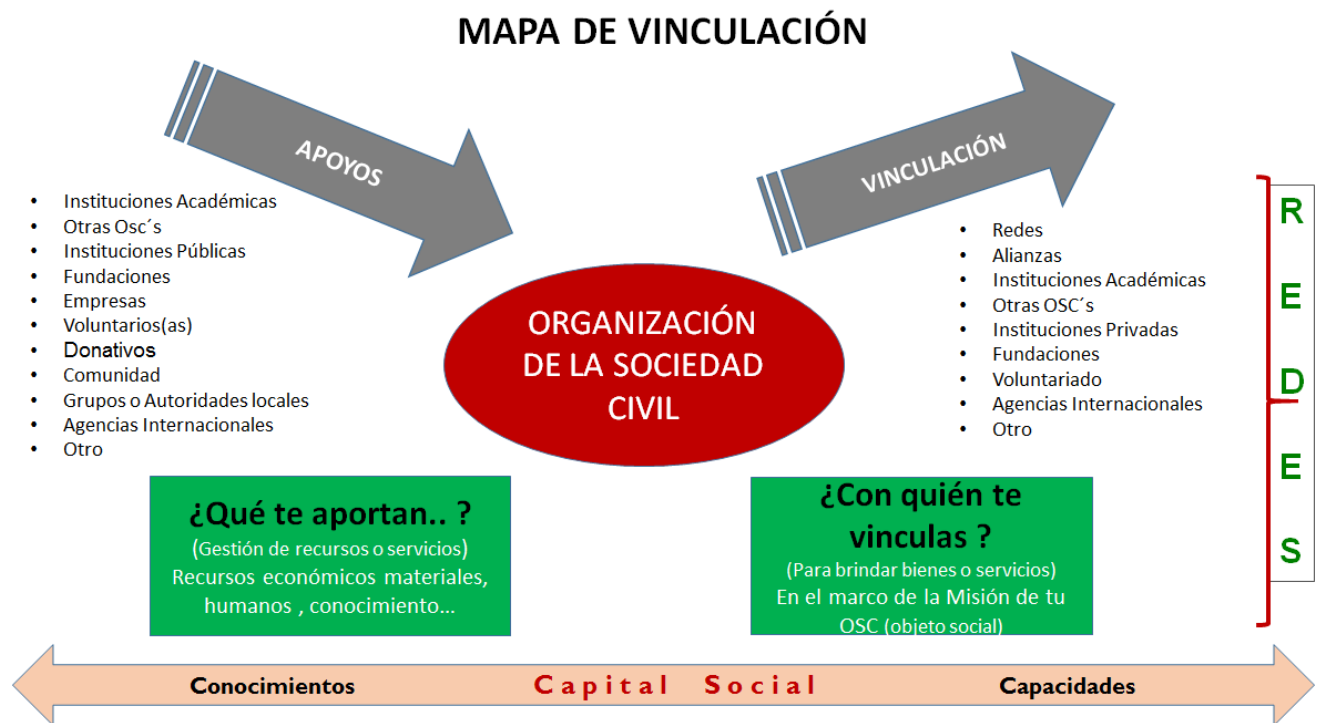 MAPA DE VINCULACIÓN
APOYOS
VINCULACIÓN
• Instituciones Académicas
• Otras Osc´s
• Instituciones Públicas
• Fundaciones
• Empresas
• Voluntarios(as)
• Donativos
• Comunidad
• Grupos o Autoridades locales
• Agencias Internacionales
• Otro
ORGANIZACIÓN
DE LA SOCIEDAD
CIVIL
• Redes
• Alianzas
• Instituciones Académicas
• Otras OSC´s
• Instituciones Privadas
• Fundaciones
• Voluntariado
• Agencias Internacionales
• Otro
R
E
D
E
S
¿Qué te aportan.. ?
(Gestión de recursos o servicios)
Recursos económicos materiales,
humanos , conocimiento...
¿Con quién te
vinculas ?
(Para brindar bienes o servicios)
En el marco de la Misión de tu
OSC (objeto social)
Conocimientos Capital Social Capacidades